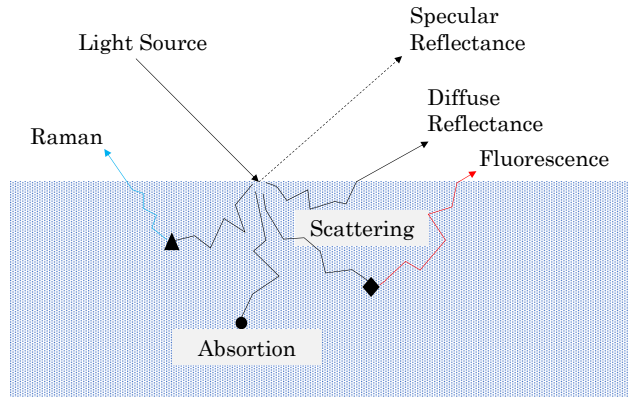 Specular
Reflectance
Light Source
Diffuse
Reflectance
Raman
Fluorescence
Scattering
Absortion